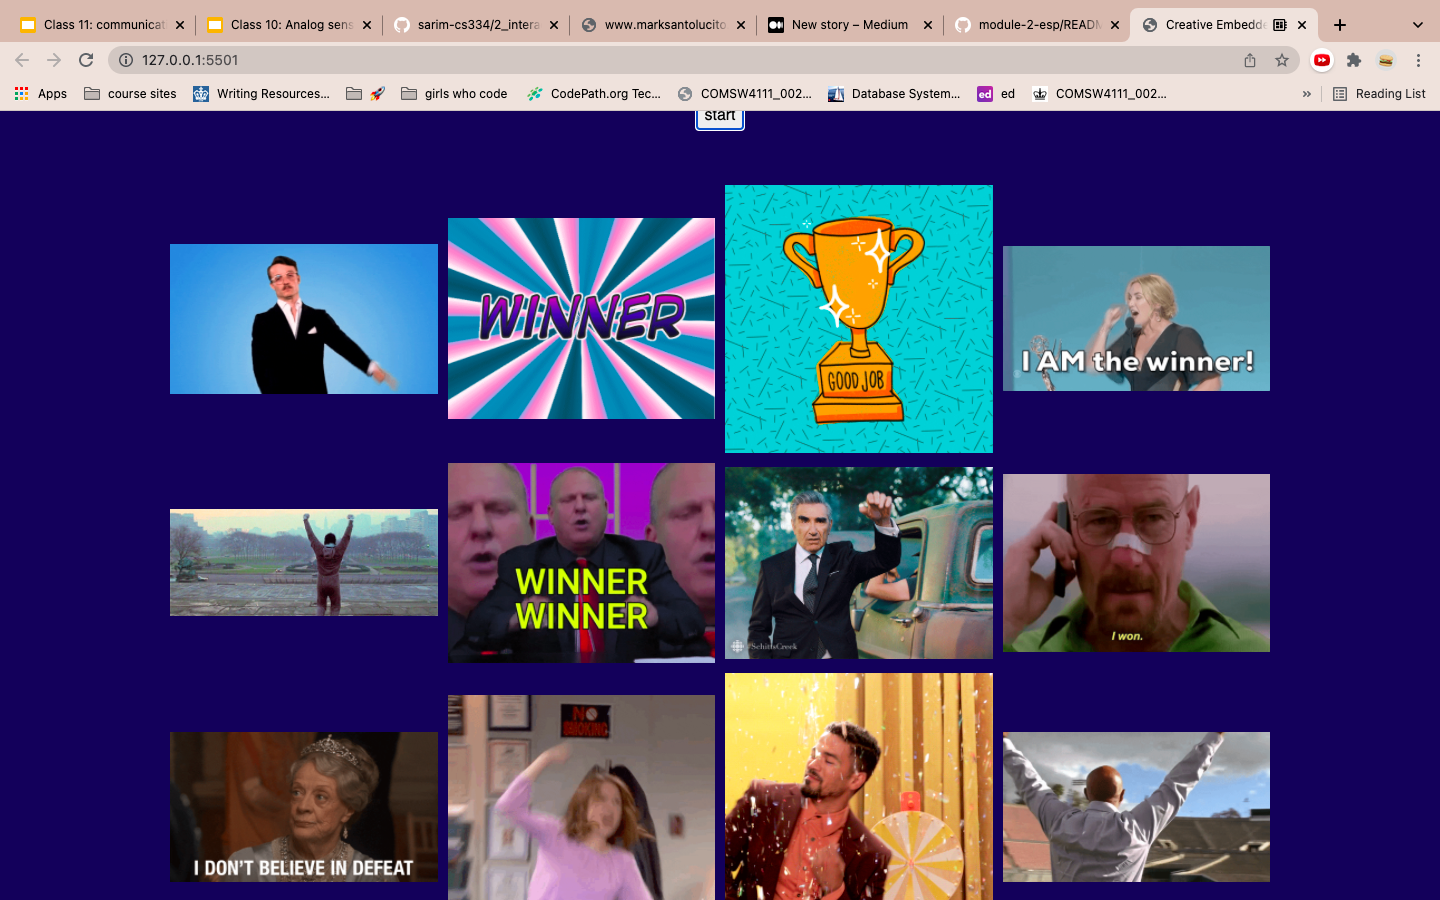 Class 11: communicat
Class 10: Analog sens
sarim-cs334/2_intera
www.marksantolucito
New story – Medium
module-2-esp/READM
Creative Embedde
127.0.0.1:5501
Apps
course sites
Writing Resources...
girls who code
CodePath.org Tec...
COMSW4111_002...
Database System...
ed
ed
COMSW4111_002...
»
Reading List
start
WINNER
GOOD JOB
I AM the winner!
WINNER
WINNER
#SchittsCreek
I won.
NO
SMOKING
I DON'T BELIEVE IN DEFEAT